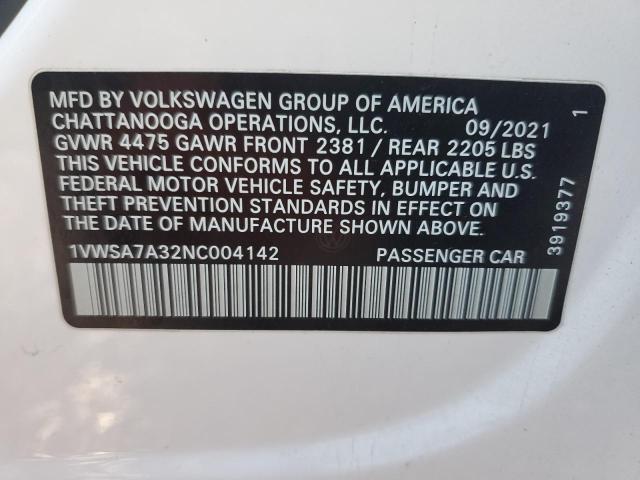 MFD BY VOLKSWAGEN GROUP OF AMERICA
CHATTANOOGA OPERATIONS, LLC. 09/2021
GVWR 4475 GAWR FRONT 2381 / REAR 2205 LBS
THIS VEHICLE CONFORMS TO ALL APPLICABLE U.S.
FEDERAL MOTOR VEHICLE SAFETY, BUMPER AND
THEFT PREVENTION STANDARDS IN EFFECT ON
THE DATE OF MANUFACTURE SHOWN ABOVE.
1VWSA7A32NC004142 PASSENGER CAR
3919377 1